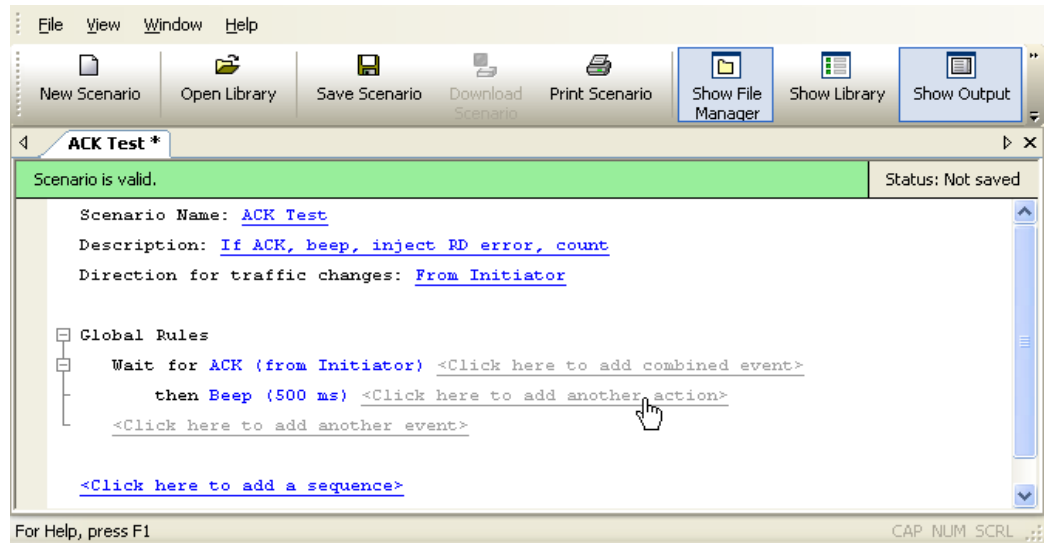 File View Window Help
New Scenario Open Library Save Scenario Download Scenario Print Scenario Show File Manager Show Library Show Output
ACK Test *
Scenario is valid. Status: Not saved
Scenario Name: ACK Test
Description: If ACK, beep, inject RD error, count
Direction for traffic changes: From Initiator
Global Rules
Wait for ACK (from Initiator) <Click here to add combined event>
then Beep (500 ms) <Click here to add another action>
<Click here to add another event>
<Click here to add a sequence>
For Help, press F1 CAP NUM SCRL